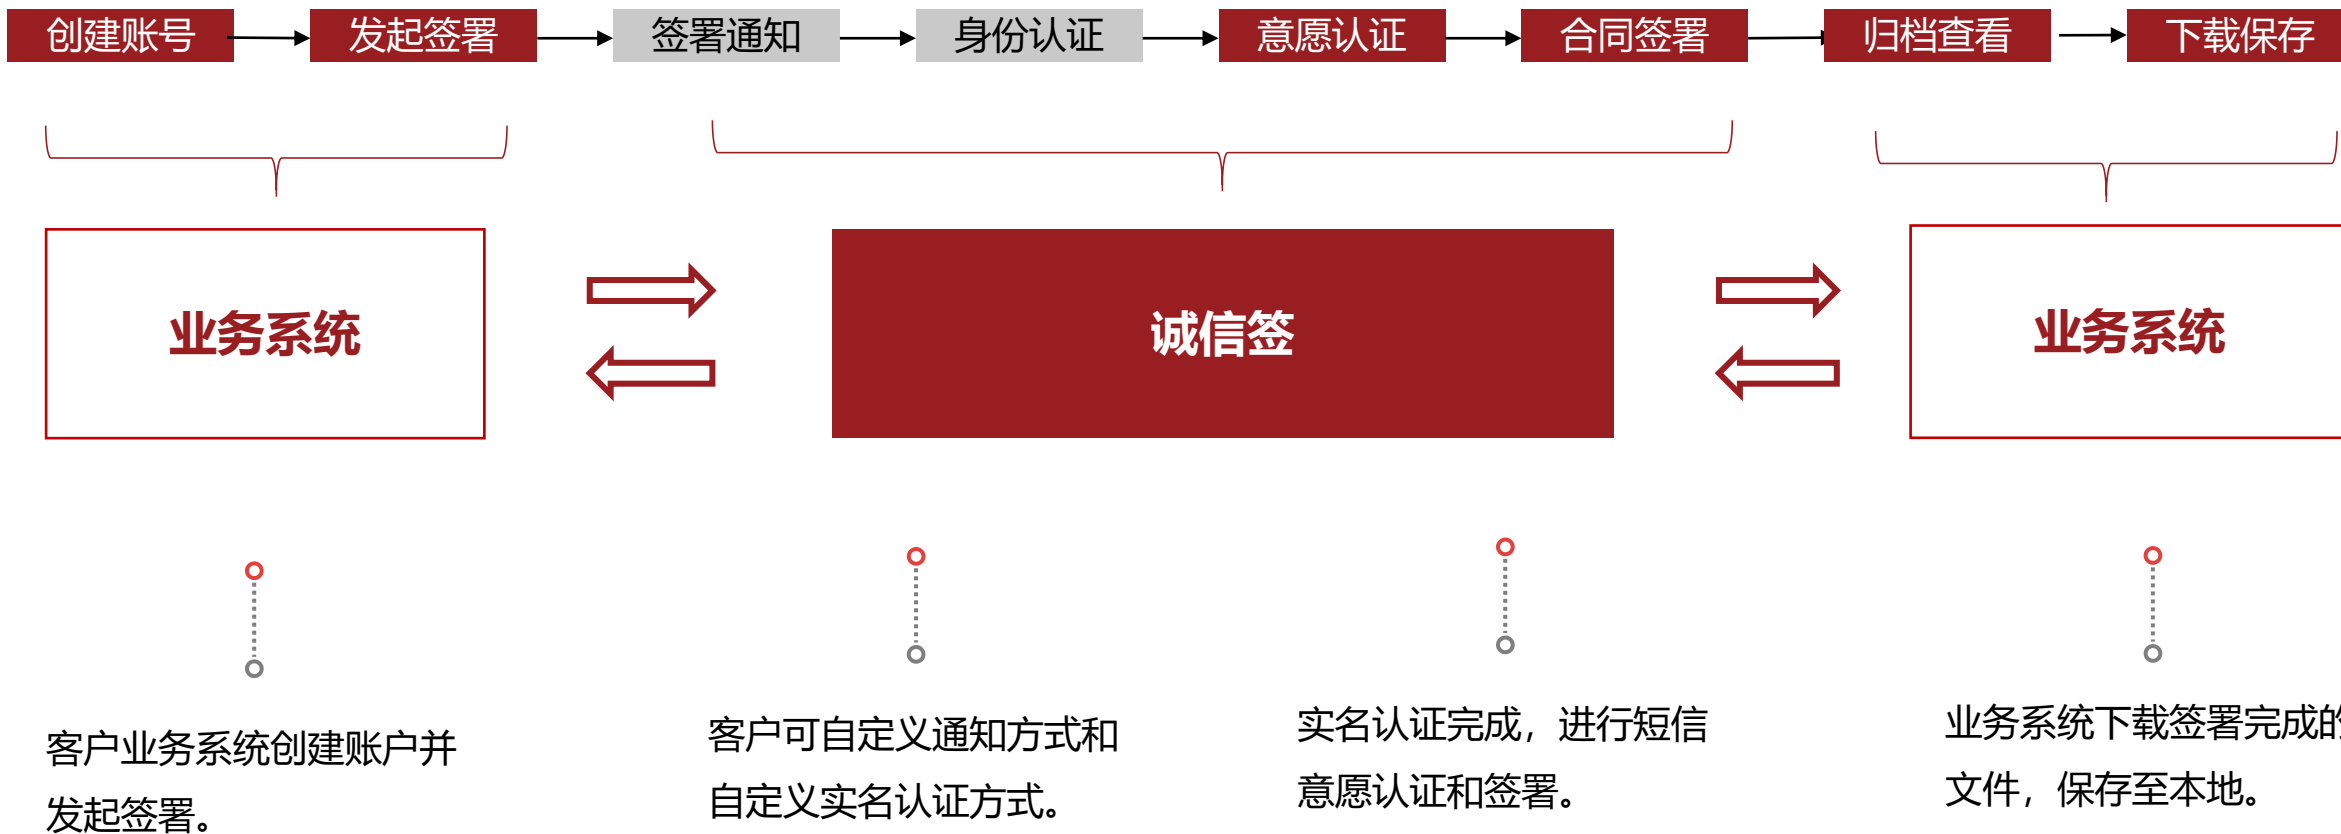 创建账号
发起签署
签署通知
身份认证
意愿认证
合同签署
归档查看
下载保存
业务系统
诚信签
业务系统
客户业务系统创建账户并
发起签署。
客户可自定义通知方式和
自定义实名认证方式。
实名认证完成，进行短信
意愿认证和签署。
业务系统下载签署完成的
文件，保存至本地。